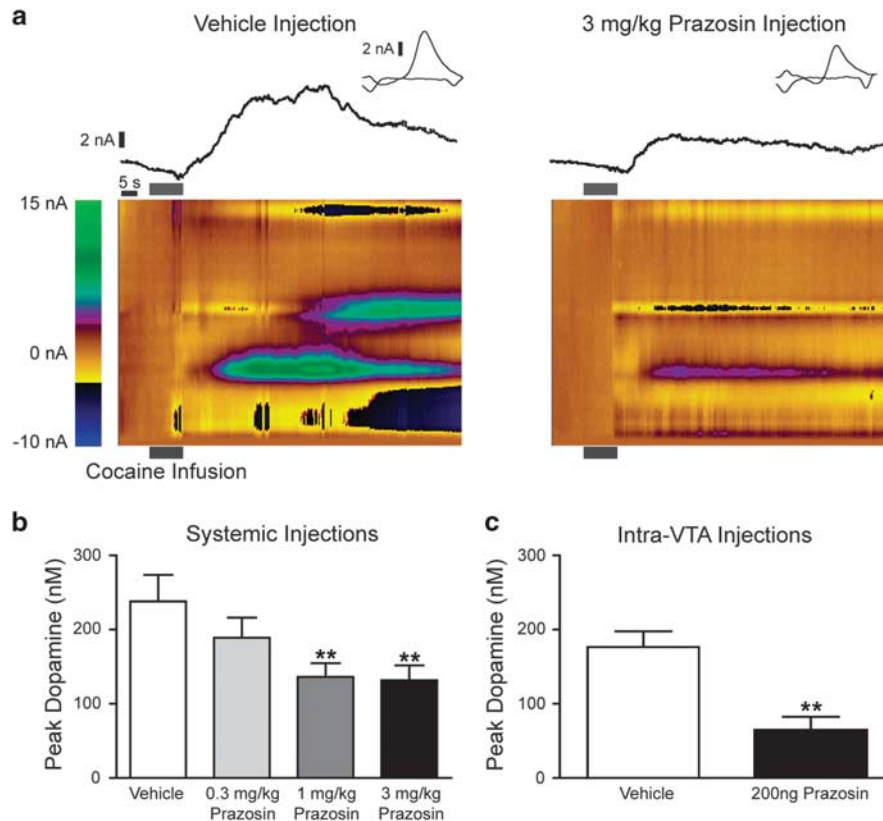 a
Vehicle Injection
3 mg/kg Prazosin Injection
2 nA
2 nA
5 s
15 nA
0 nA
-10 nA
Cocaine Infusion
b
Systemic Injections
Peak Dopamine (nM)
300
200
100
0
**
**
Vehicle
0.3 mg/kg
Prazosin
1 mg/kg
Prazosin
3 mg/kg
Prazosin
c
Intra-VTA Injections
Peak Dopamine (nM)
300
200
100
0
**
Vehicle
200ng Prazosin